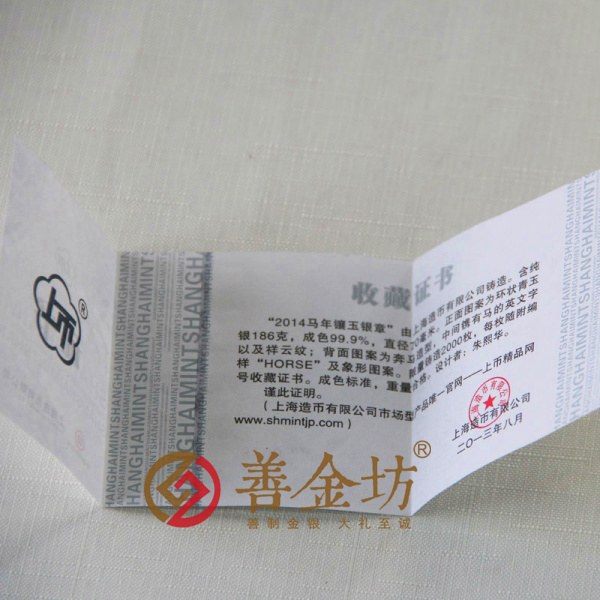 收藏证书
“2014马年镶玉银章”由上海造币有限公司铸造。含纯
银186克，成色99.9%，直径70毫米。正面图案为环状青玉
以及祥云纹；背面图案为奔马造型，中间镌有马的英文字
样“HORSE”及象形图案。限量铸造2000枚，每枚附编
号收藏证书。成色标准，重量合格。设计者：朱熙华。
谨此证明。
（上海造币有限公司市场型产品唯一官网——上币精品网
www.shmintjp.com）
上海造币有限公司
二〇一三年八月
SHANGHAIMINTSHANGHAIMINTSHANGHAIMINT
®
善金坊®
善制金银 大礼至诚